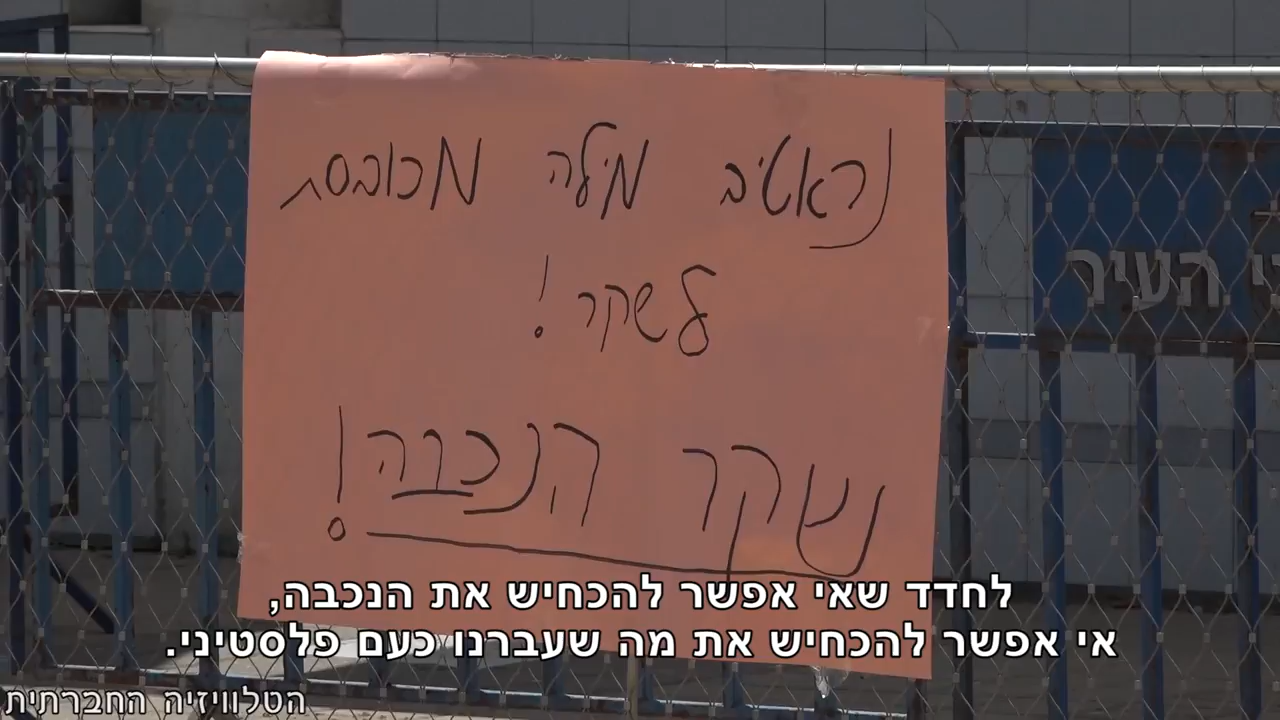 נראטיב מילה מכובסת
לשקר!
שקר הנכבה!
י העיר
לחדד שאי אפשר להכחיש את הנכבה,
אי אפשר להכחיש את מה שעברנו כעם פלסטיני.
הטלוויזיה החברתית